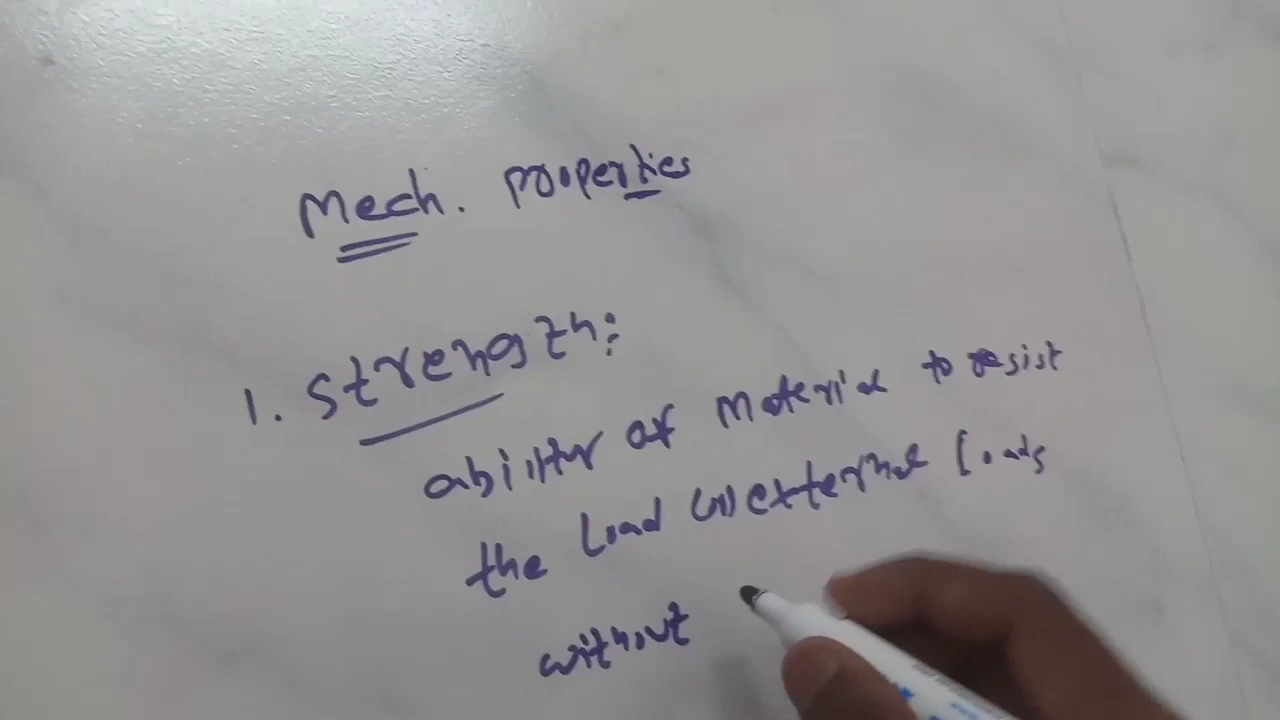 Mech. Properties
1. Strength:
ability of Material to resist
the Load (or) external Loads
without